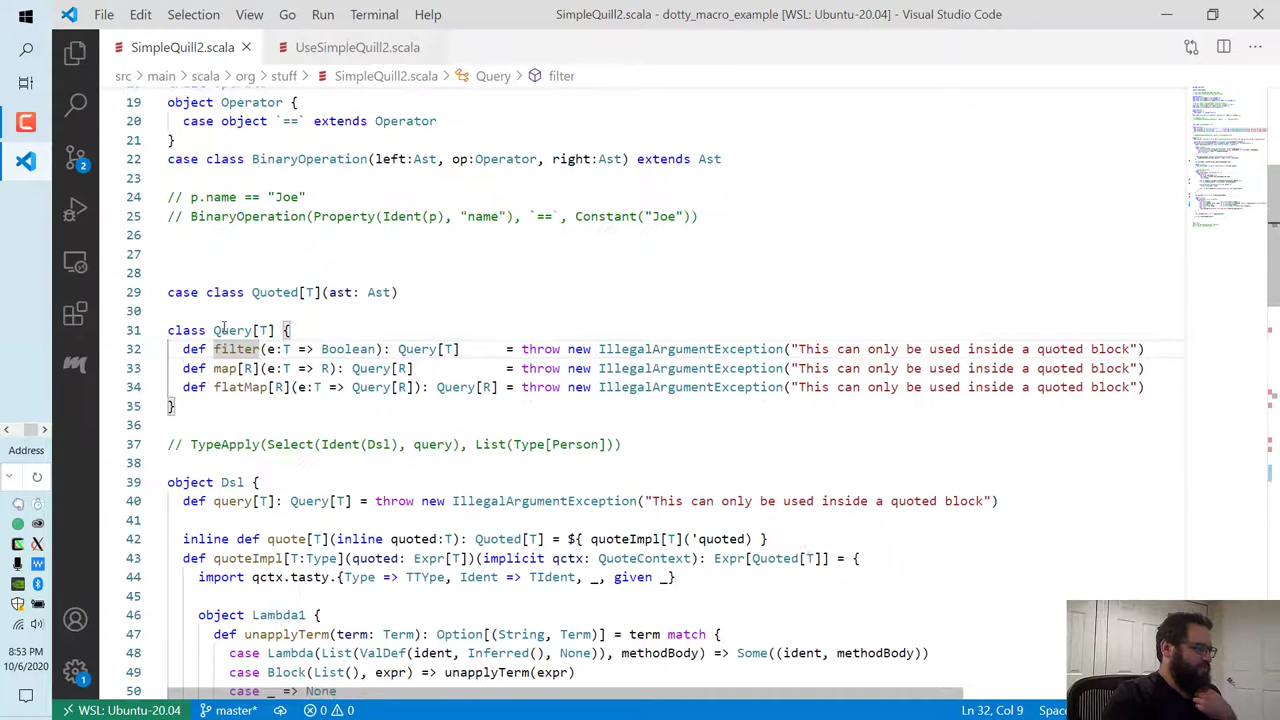 File Edit Selection View Go Run Terminal Help SimpleQuill2.scala - dotty_macro_example [WSL: Ubuntu-20.04] - Visual Studio Code
SimpleQuill2.scala UseSimpleQuill2.scala
src > main > scala > org > stuff > SimpleQuill2.scala > Query > filter
19 object Operator {
20 case object `==` extends Operator
21 }
22 case class BinaryOperation(left:Ast, op:Operator, right:Ast) extends Ast
23
24 // p.name == "Joe"
25 // BinaryOperation(Property(Ident(p), "name"), `==`, Constant("Joe"))
26
27
28
29 case class Quoted[T](ast: Ast)
30
31 class Query[T] {
32 def filter(e:T => Boolean): Query[T] = throw new IllegalArgumentException("This can only be used inside a quoted block")
33 def map[R](e:T => R): Query[R] = throw new IllegalArgumentException("This can only be used inside a quoted block")
34 def flatMap[R](e:T => Query[R]): Query[R] = throw new IllegalArgumentException("This can only be used inside a quoted block")
35 }
36
37 // TypeApply(Select(Ident(Dsl), query), List(Type[Person]))
38
39 object Dsl {
40 def query[T]: Query[T] = throw new IllegalArgumentException("This can only be used inside a quoted block")
41
42 inline def quote[T](inline quoted:T): Quoted[T] = ${ quoteImpl[T]('quoted) }
43 def quoteImpl[T:Type](quoted: Expr[T])(implicit qctx: QuoteContext): Expr[Quoted[T]] = {
44 import qctx.tasty.{Type => TTYpe, Ident => TIdent, _, given _}
45
46 object Lambda1 {
47 def unapplyTerm(term: Term): Option[(String, Term)] = term match {
48 case Lambda(List(ValDef(ident, Inferred(), None)), methodBody) => Some((ident, methodBody))
49 case Block(List(), expr) => unapplyTerm(expr)
50 case _ => None
2
1
Address
8:53 PM
10/6/2020
WSL: Ubuntu-20.04 master* 0 0 Ln 32, Col 9